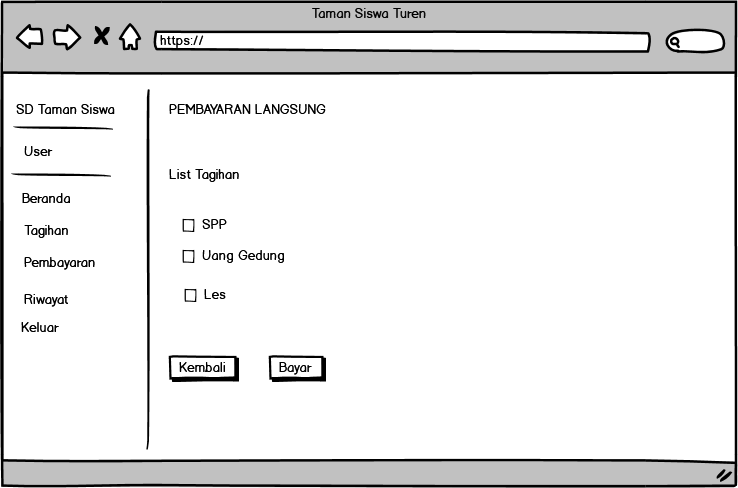 Taman Siswa Turen
https://
SD Taman Siswa
User
Beranda
Tagihan
Pembayaran
Riwayat
Keluar
PEMBAYARAN LANGSUNG
List Tagihan
SPP
Uang Gedung
Les
Kembali
Bayar